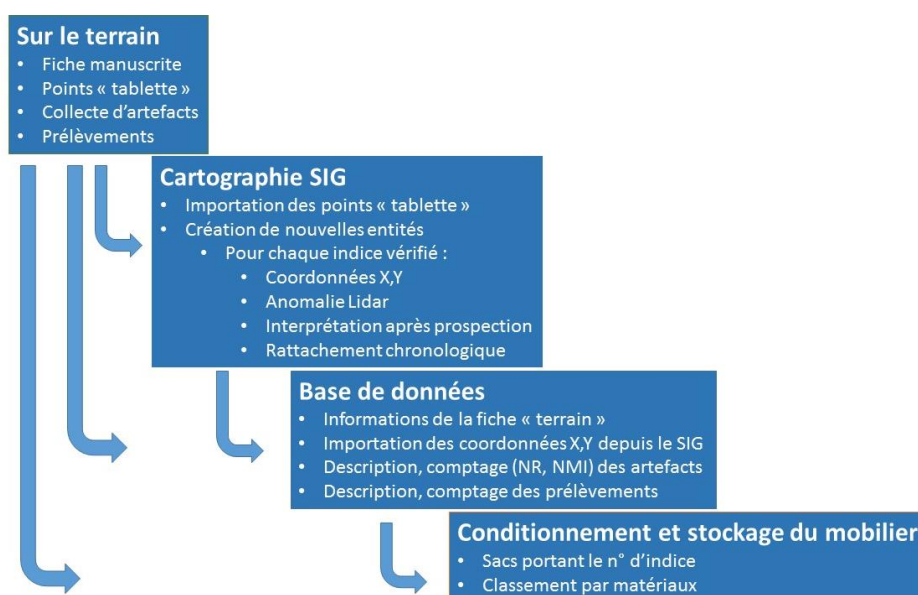 Sur le terrain
• Fiche manuscrite
• Points « tablette »
• Collecte d'artefacts
• Prélèvements
Cartographie SIG
• Importation des points « tablette »
• Création de nouvelles entités
• Pour chaque indice vérifié :
• Coordonnées X,Y
• Anomalie Lidar
• Interprétation après prospection
• Rattachement chronologique
Base de données
• Informations de la fiche « terrain »
• Importation des coordonnées X,Y depuis le SIG
• Description, comptage (NR, NMI) des artefacts
• Description, comptage des prélèvements
Conditionnement et stockage du mobilier
• Sacs portant le n° d'indice
• Classement par matériaux